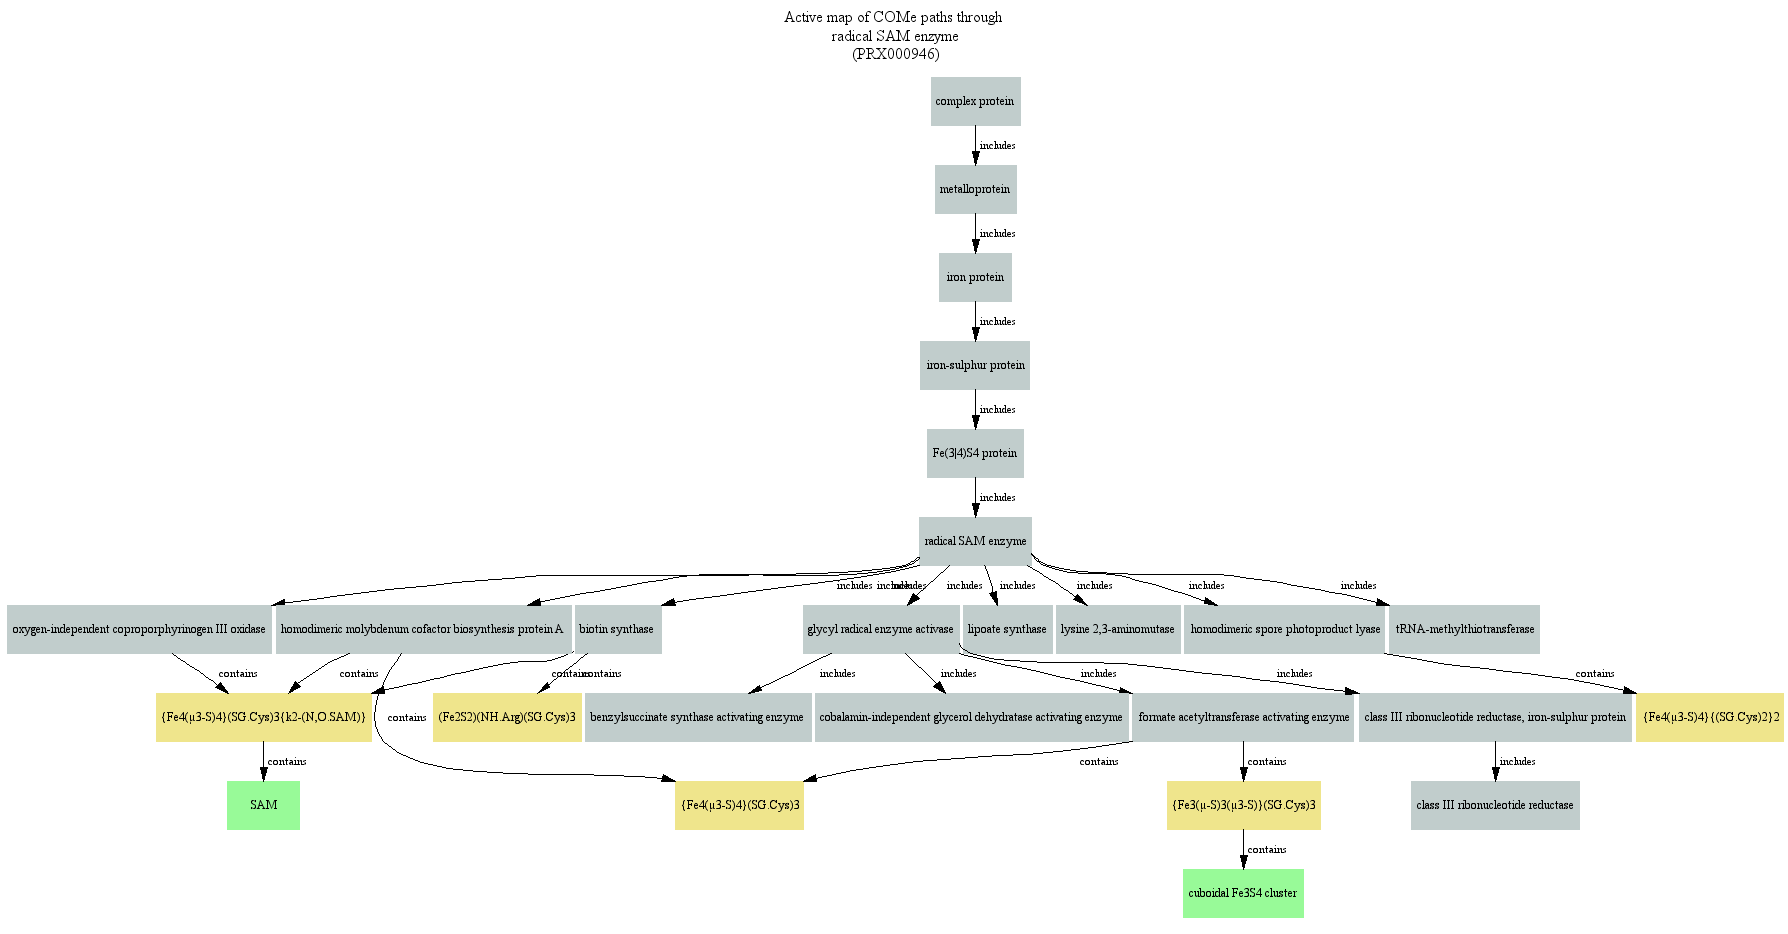 Active map of COMe paths through
radical SAM enzyme
(PRX000946)
complex protein
includes
metalloprotein
includes
iron protein
includes
iron-sulphur protein
includes
Fe(3|4)S4 protein
includes
radical SAM enzyme
includes includes includes includes includes includes includes includes
oxygen-independent coproporphyrinogen III oxidase
homodimeric molybdenum cofactor biosynthesis protein A
biotin synthase
glycyl radical enzyme activase
lipoate synthase
lysine 2,3-aminomutase
homodimeric spore photoproduct lyase
tRNA-methylthiotransferase
contains contains contains contains includes includes includes includes contains
{Fe4(μ3-S)4}(SG.Cys)3{k2-(N,O.SAM)}
contains
(Fe2S2)(NH.Arg)(SG.Cys)3
benzylsuccinate synthase activating enzyme
cobalamin-independent glycerol dehydratase activating enzyme
formate acetyltransferase activating enzyme
class III ribonucleotide reductase, iron-sulphur protein
{Fe4(μ3-S)4}{(SG.Cys)2}2
contains contains contains includes
SAM
{Fe4(μ3-S)4}(SG.Cys)3
{Fe3(μ-S)3(μ3-S)}(SG.Cys)3
class III ribonucleotide reductase
contains
cuboidal Fe3S4 cluster